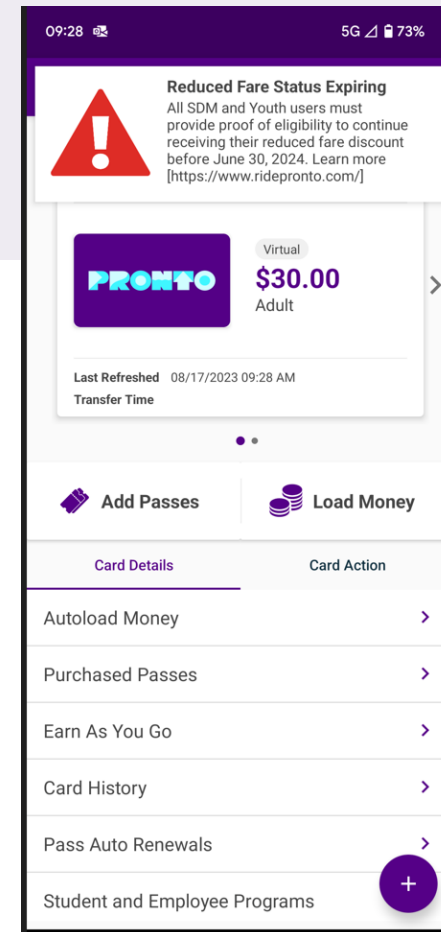 09:28 5G 73%
Reduced Fare Status Expiring
All SDM and Youth users must
provide proof of eligibility to continue
receiving their reduced fare discount
before June 30, 2024. Learn more
[https://www.ridepronto.com/]
PRONTO
Virtual
$30.00
Adult
Last Refreshed 08/17/2023 09:28 AM
Transfer Time
Add Passes Load Money
Card Details Card Action
Autoload Money
Purchased Passes
Earn As You Go
Card History
Pass Auto Renewals
Student and Employee Programs